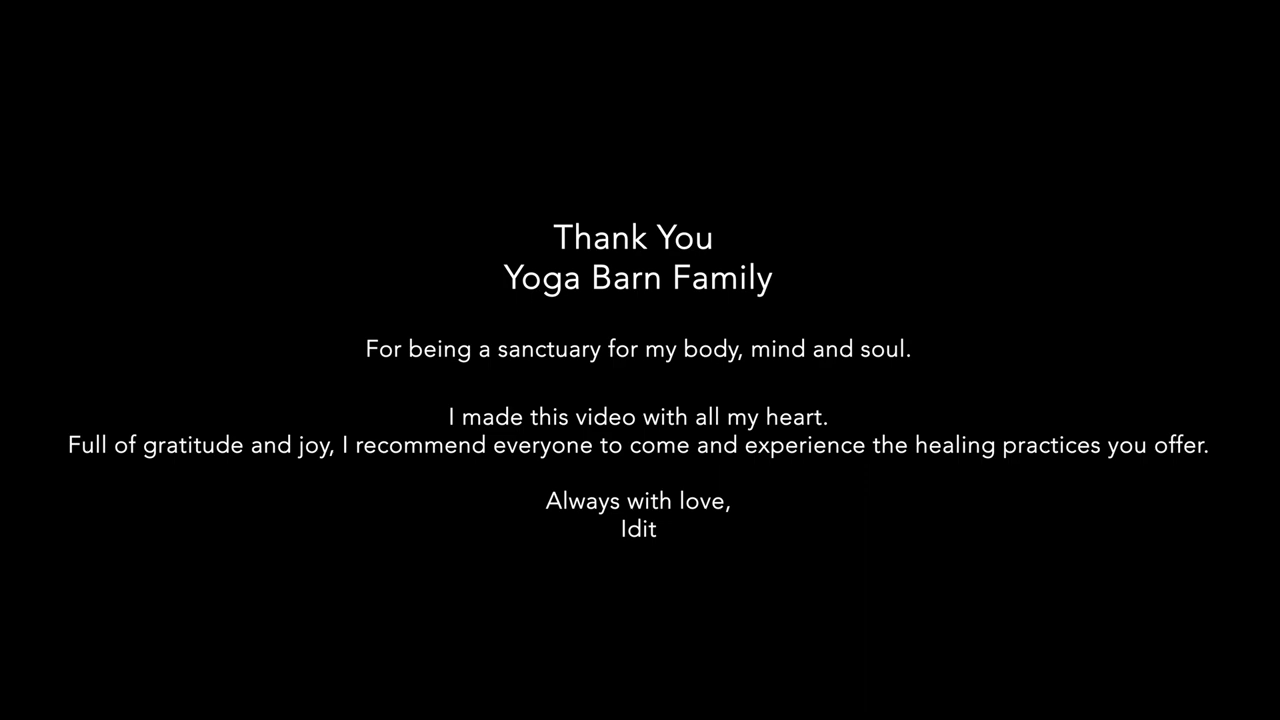 Thank You
Yoga Barn Family
For being a sanctuary for my body, mind and soul.
I made this video with all my heart.
Full of gratitude and joy, I recommend everyone to come and experience the healing practices you offer.
Always with love,
Idit